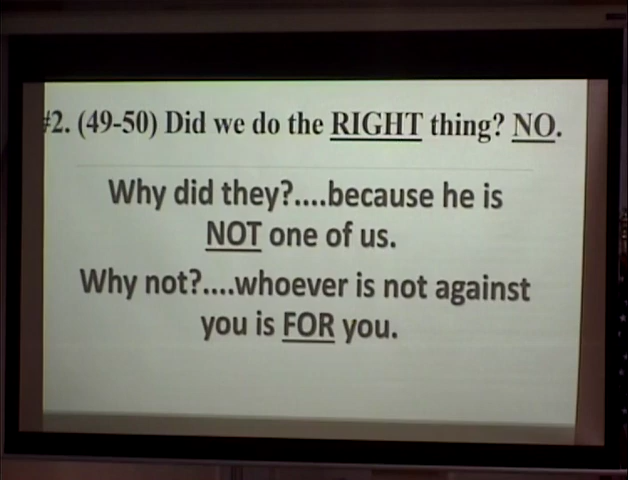 #2. (49-50) Did we do the RIGHT thing? NO.
Why did they?....because he is
NOT one of us.
Why not?....whoever is not against
you is FOR you.